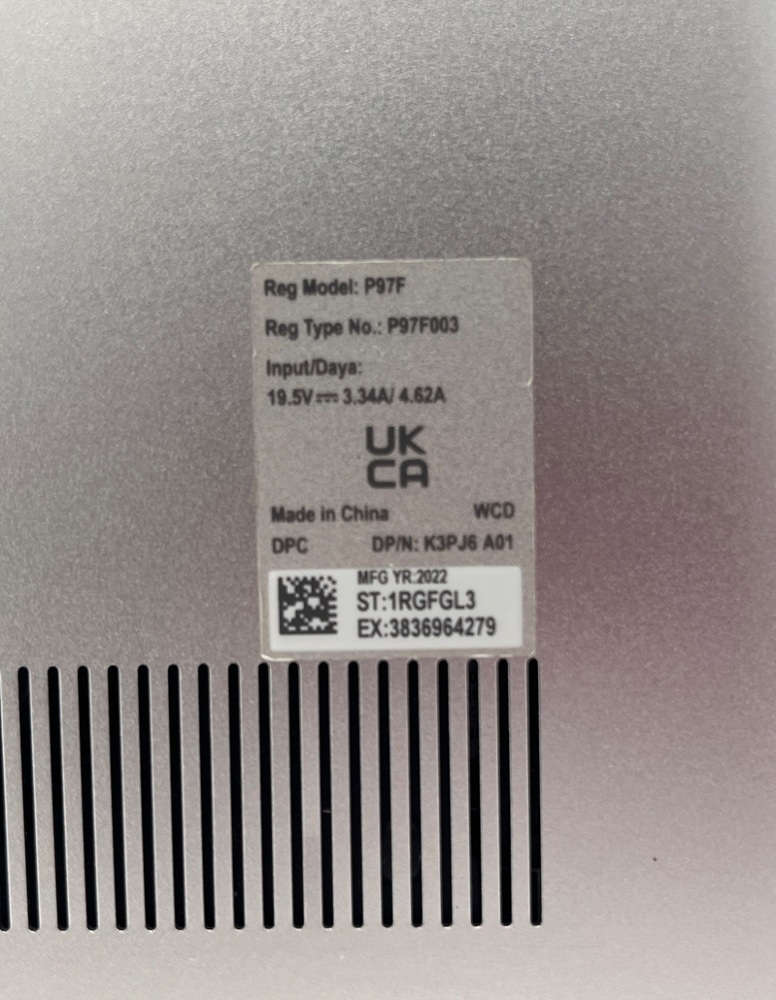 Reg Model: P97F
Reg Type No.: P97F003
Input/Daya:
19.5V⎓3.34A/ 4.62A
UK
CA
Made in China WCD
DPC DP/N: K3PJ6 A01
MFG YR:2022
ST:1RGFGL3
EX:3836964279